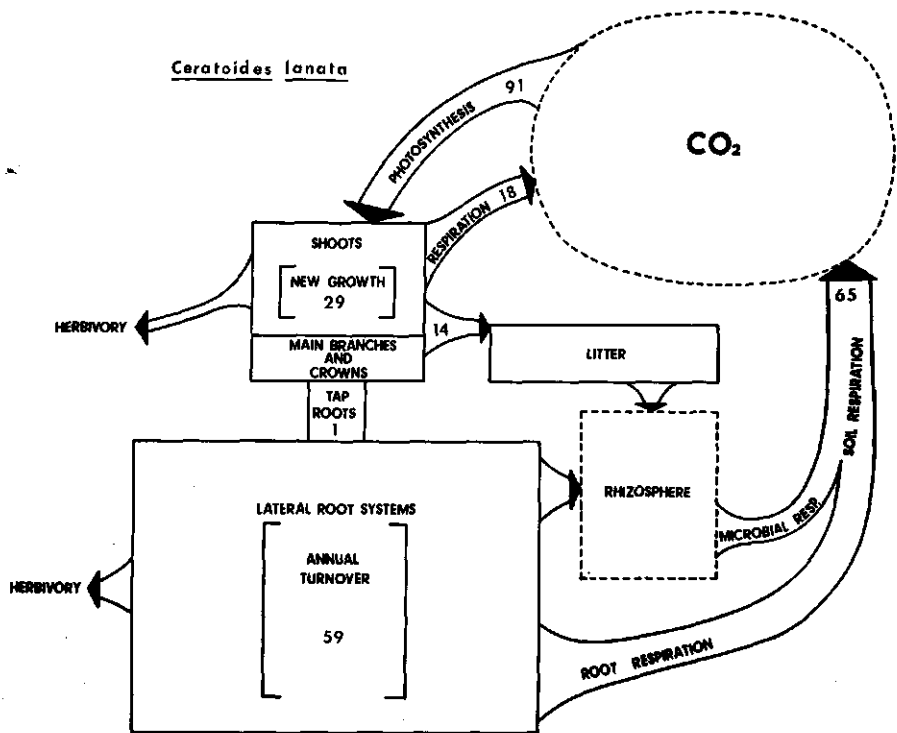 Ceratoides lanata
CO₂
91
PHOTOSYNTHESIS
RESPIRATION 18
SHOOTS
NEW GROWTH
29
HERBIVORY
14
MAIN BRANCHES
AND
CROWNS
LITTER
65
TAP
ROOTS
1
SOIL RESPIRATION
RHIZOSPHERE
LATERAL ROOT SYSTEMS
MICROBIAL RESP.
ANNUAL
TURNOVER
59
HERBIVORY
ROOT RESPIRATION